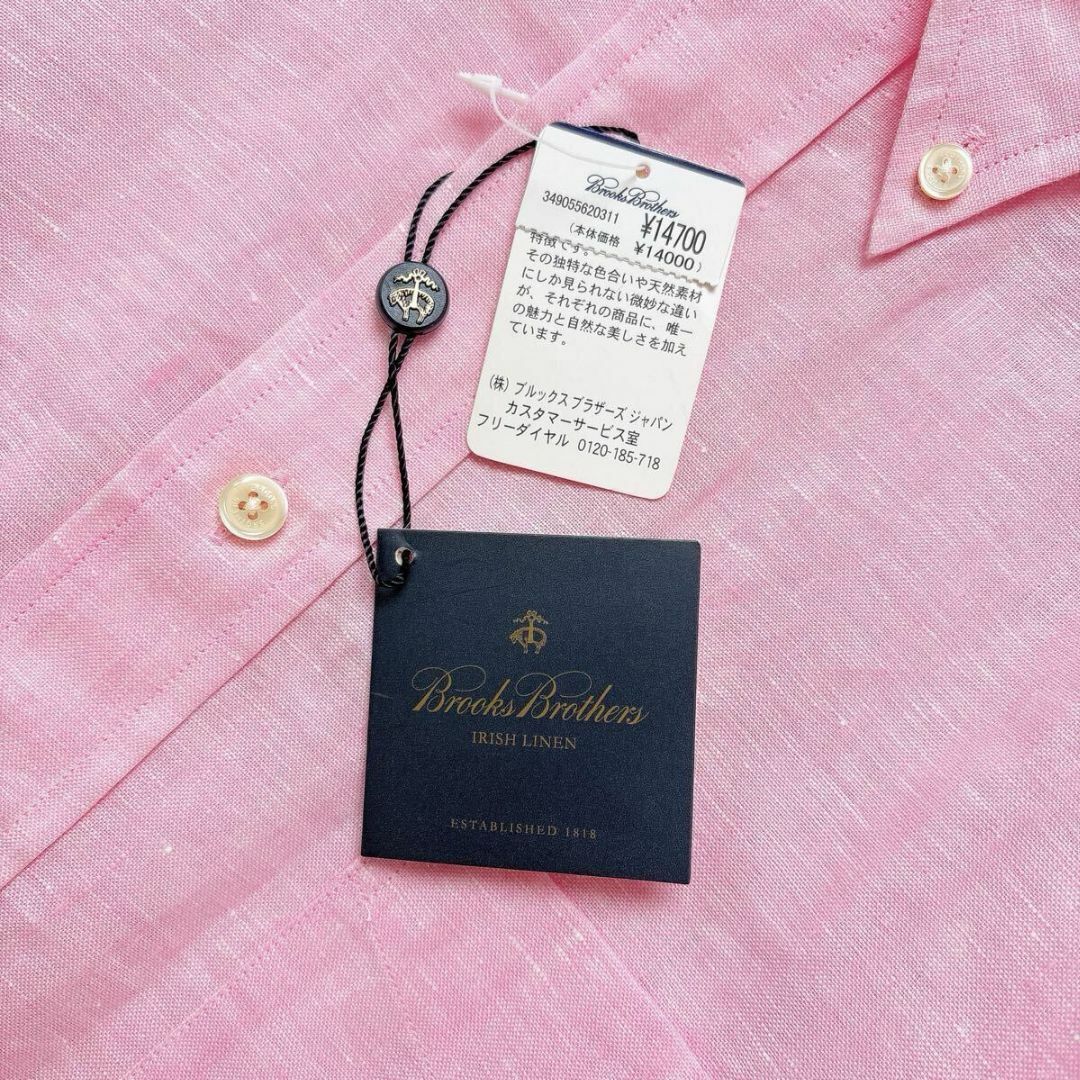 Brooks Brothers
349055620311 ¥14700
(本体価格 ¥14000)
特徴です。
その独特な色合いや天然素材
にしか見られない微妙な違い
が、それぞれの商品に、唯一
の魅力と自然な美しさを加え
ています。
(株) ブルックス ブラザーズ ジャパン
カスタマーサービス室
フリーダイヤル 0120-185-718
Brooks Brothers
IRISH LINEN
ESTABLISHED 1818